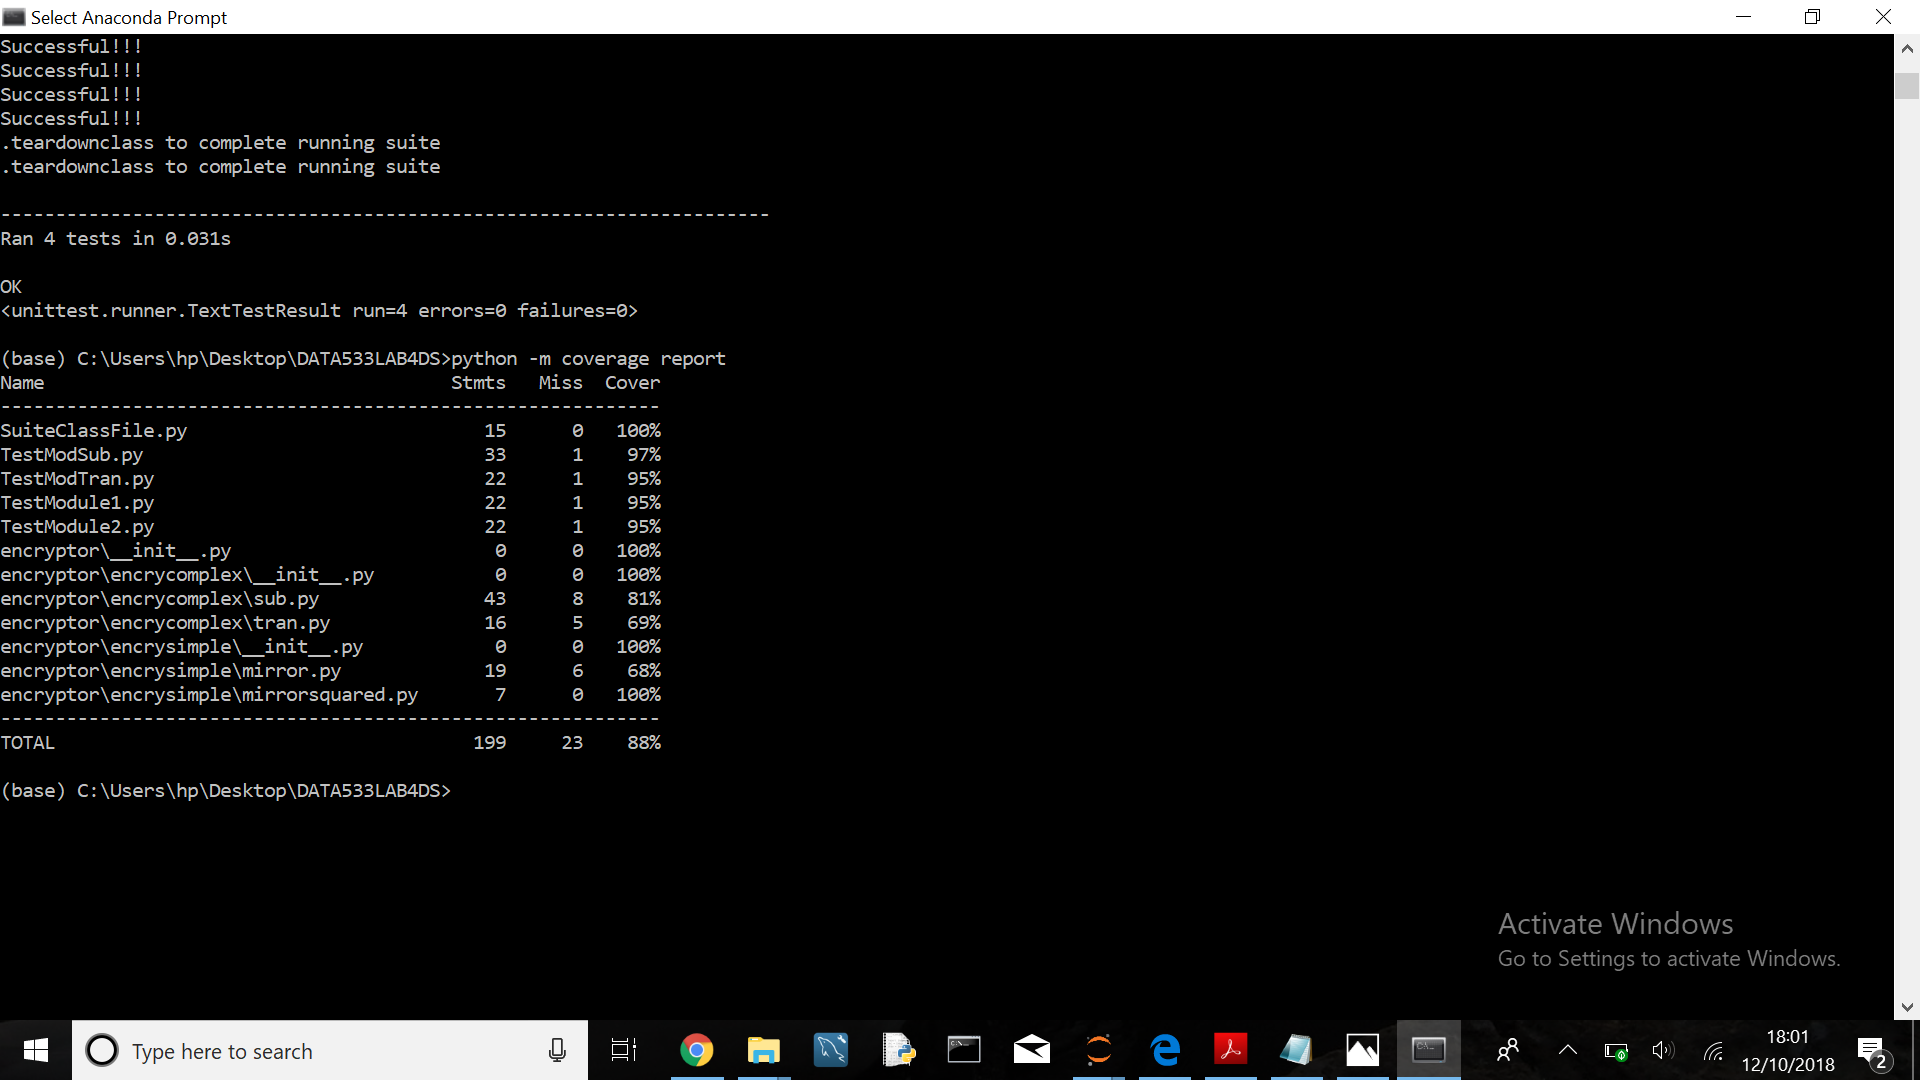 Select Anaconda Prompt
Successful!!!
Successful!!!
Successful!!!
Successful!!!
.teardownclass to complete running suite
.teardownclass to complete running suite
----------------------------------------------------------------------
Ran 4 tests in 0.031s
OK
<unittest.runner.TextTestResult run=4 errors=0 failures=0>
(base) C:\Users\hp\Desktop\DATA533LAB4DS>python -m coverage report
Name                                     Stmts   Miss  Cover
------------------------------------------------------------
SuiteClassFile.py                           15      0   100%
TestModSub.py                               33      1    97%
TestModTran.py                              22      1    95%
TestModule1.py                              22      1    95%
TestModule2.py                              22      1    95%
encryptor\__init__.py                        0      0   100%
encryptor\encrycomplex\__init__.py           0      0   100%
encryptor\encrycomplex\sub.py               43      8    81%
encryptor\encrycomplex\tran.py              16      5    69%
encryptor\encrysimple\__init__.py            0      0   100%
encryptor\encrysimple\mirror.py             19      6    68%
encryptor\encrysimple\mirrorsquared.py       7      0   100%
------------------------------------------------------------
TOTAL                                      199     23    88%
(base) C:\Users\hp\Desktop\DATA533LAB4DS>
Activate Windows
Go to Settings to activate Windows.
Type here to search
18:01
12/10/2018
2